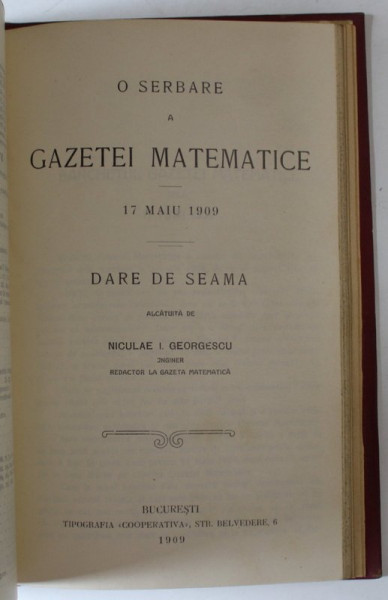 O SERBARE
A
GAZETEI MATEMATICE
17 MAIU 1909
DARE DE SEAMA
ALCĂTUITĂ DE
NICULAE I. GEORGESCU
INGINER
REDACTOR LA GAZETA MATEMATICĂ
BUCUREȘTI
TIPOGRAFIA «COOPERATIVA», STR. BELVEDERE, 6
1909